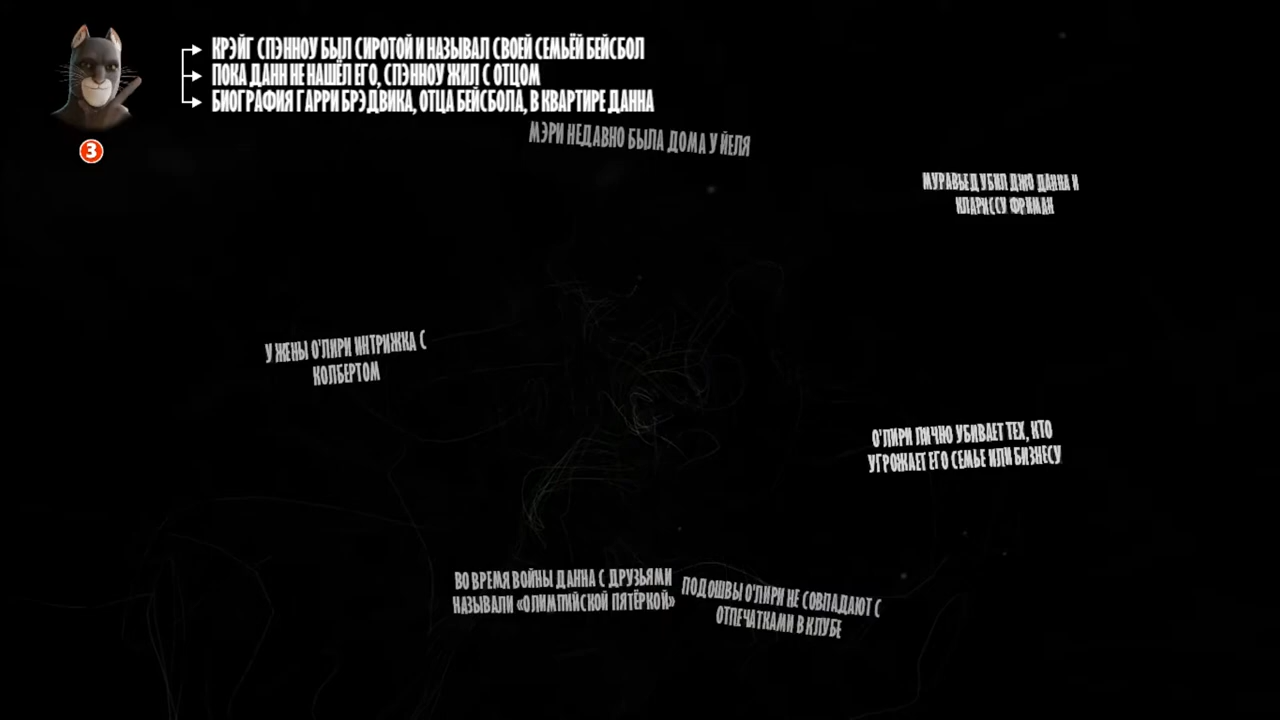 КРЭЙГ СПЭННОУ БЫЛ СИРОТОЙ И НАЗЫВАЛ СВОЕЙ СЕМЬЁЙ БЕЙСБОЛ
ПОКА ДАНН НЕ НАШЁЛ ЕГО, СПЭННОУ ЖИЛ С ОТЦОМ
БИОГРАФИЯ ГАРРИ БРЭДВИКА, ОТЦА БЕЙСБОЛА, В КВАРТИРЕ ДАННА
МЭРИ НЕДАВНО БЫЛА ДОМА У ЙЕЛЯ
3
МУРАВЬЕД УБИЛ ДЖО ДАННА И
КЛАРИССУ ФРИМАН
У ЖЕНЫ О'ЛИРИ ИНТРИЖКА С
КОЛБЕРТОМ
О'ЛИРИ ЛИЧНО УБИВАЕТ ТЕХ, КТО
УГРОЖАЕТ ЕГО СЕМЬЕ ИЛИ БИЗНЕСУ
ВО ВРЕМЯ ВОЙНЫ ДАННА С ДРУЗЬЯМИ
НАЗЫВАЛИ «ОЛИМПИЙСКОЙ ПЯТЁРКОЙ»
ПОДОШВЫ О'ЛИРИ НЕ СОВПАДАЮТ С
ОТПЕЧАТКАМИ В КЛУБЕ